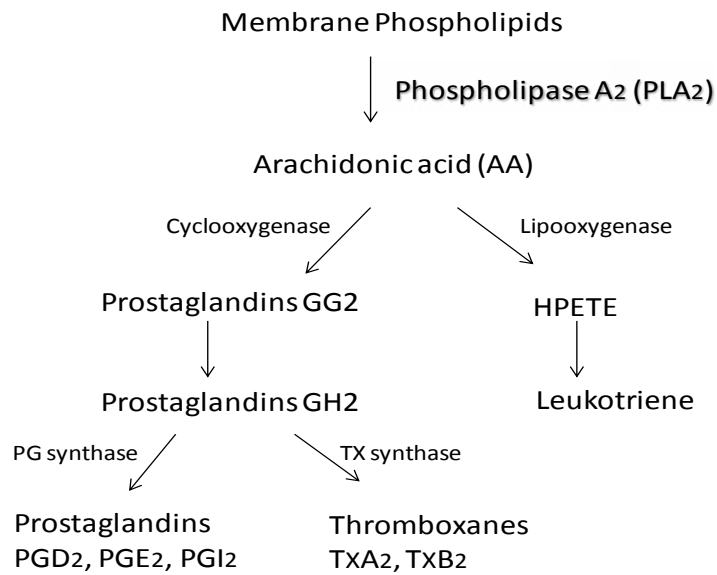 Membrane Phospholipids
Phospholipase A2 (PLA2)
Arachidonic acid (AA)
Cyclooxygenase
Lipooxygenase
Prostaglandins GG2
HPETE
Prostaglandins GH2
Leukotriene
PG synthase
TX synthase
Prostaglandins
PGD2, PGE2, PGI2
Thromboxanes
TXA2, TXB2